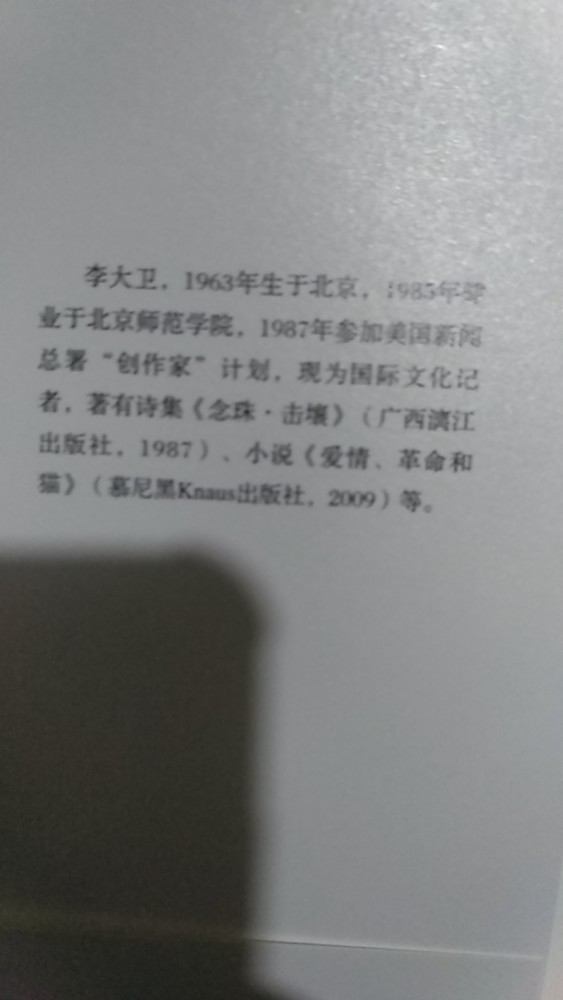 李大卫，1963年生于北京，1985年毕
业于北京师范学院，1987年参加美国新闻
总署“创作家”计划，现为国际文化记
者，著有诗集《念珠·击壤》（广西漓江
出版社，1987）、小说《爱情、革命和
猫》（慕尼黑Knaus出版社，2009）等。